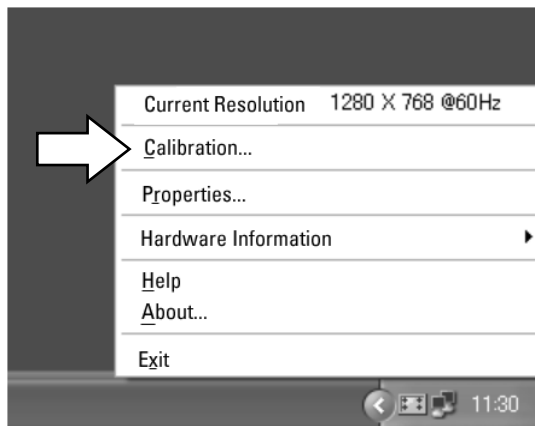 Current Resolution 1280 X 768 @60Hz
Calibration...
Properties...
Hardware Information
Help
About...
Exit
11:30